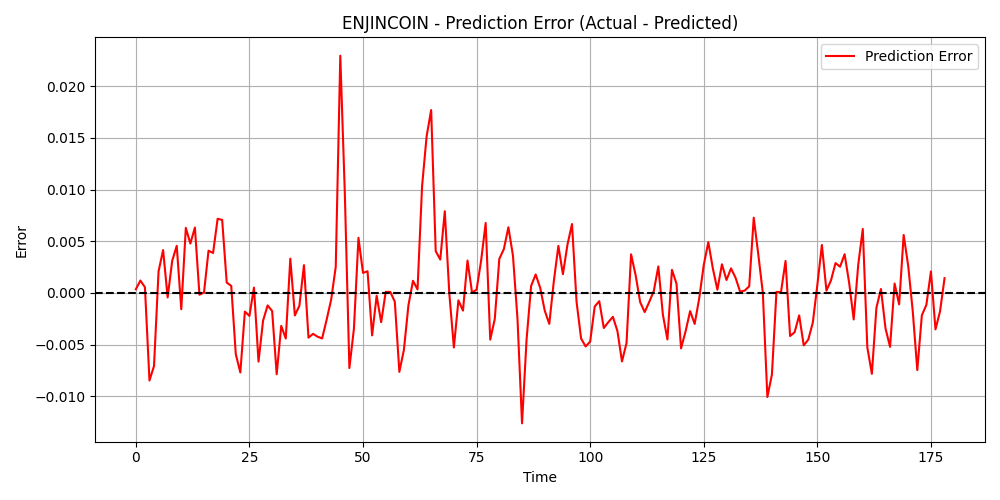 ENJINCOIN - Prediction Error (Actual - Predicted)
Prediction Error
0.020
0.015
0.010
0.005
0.000
−0.005
−0.010
Error
0 25 50 75 100 125 150 175
Time